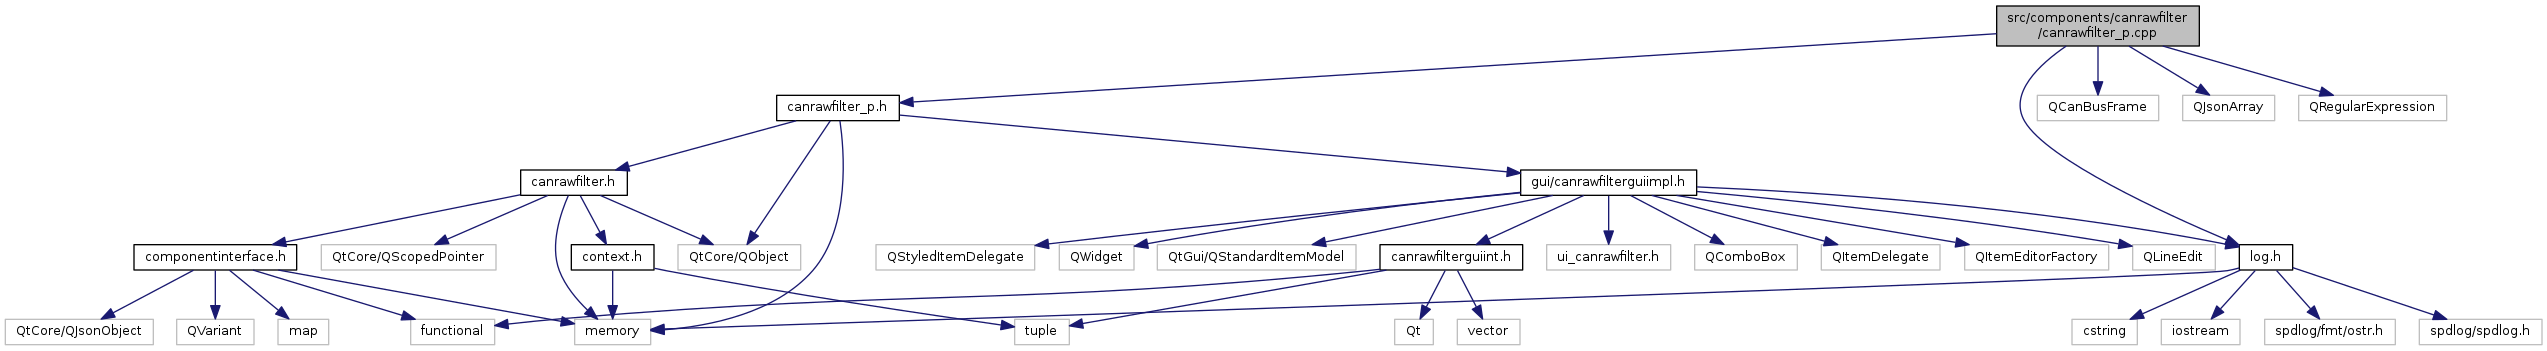 src/components/canrawfilter
/canrawfilter_p.cpp
canrawfilter_p.h
QCanBusFrame
QJsonArray
QRegularExpression
canrawfilter.h
gui/canrawfilterguiimpl.h
componentinterface.h
QtCore/QScopedPointer
context.h
QtCore/QObject
QStyledItemDelegate
QWidget
QtGui/QStandardItemModel
canrawfilterguiint.h
ui_canrawfilter.h
QComboBox
QItemDelegate
QItemEditorFactory
QLineEdit
log.h
QtCore/QJsonObject
QVariant
map
functional
memory
tuple
Qt
vector
cstring
iostream
spdlog/fmt/ostr.h
spdlog/spdlog.h